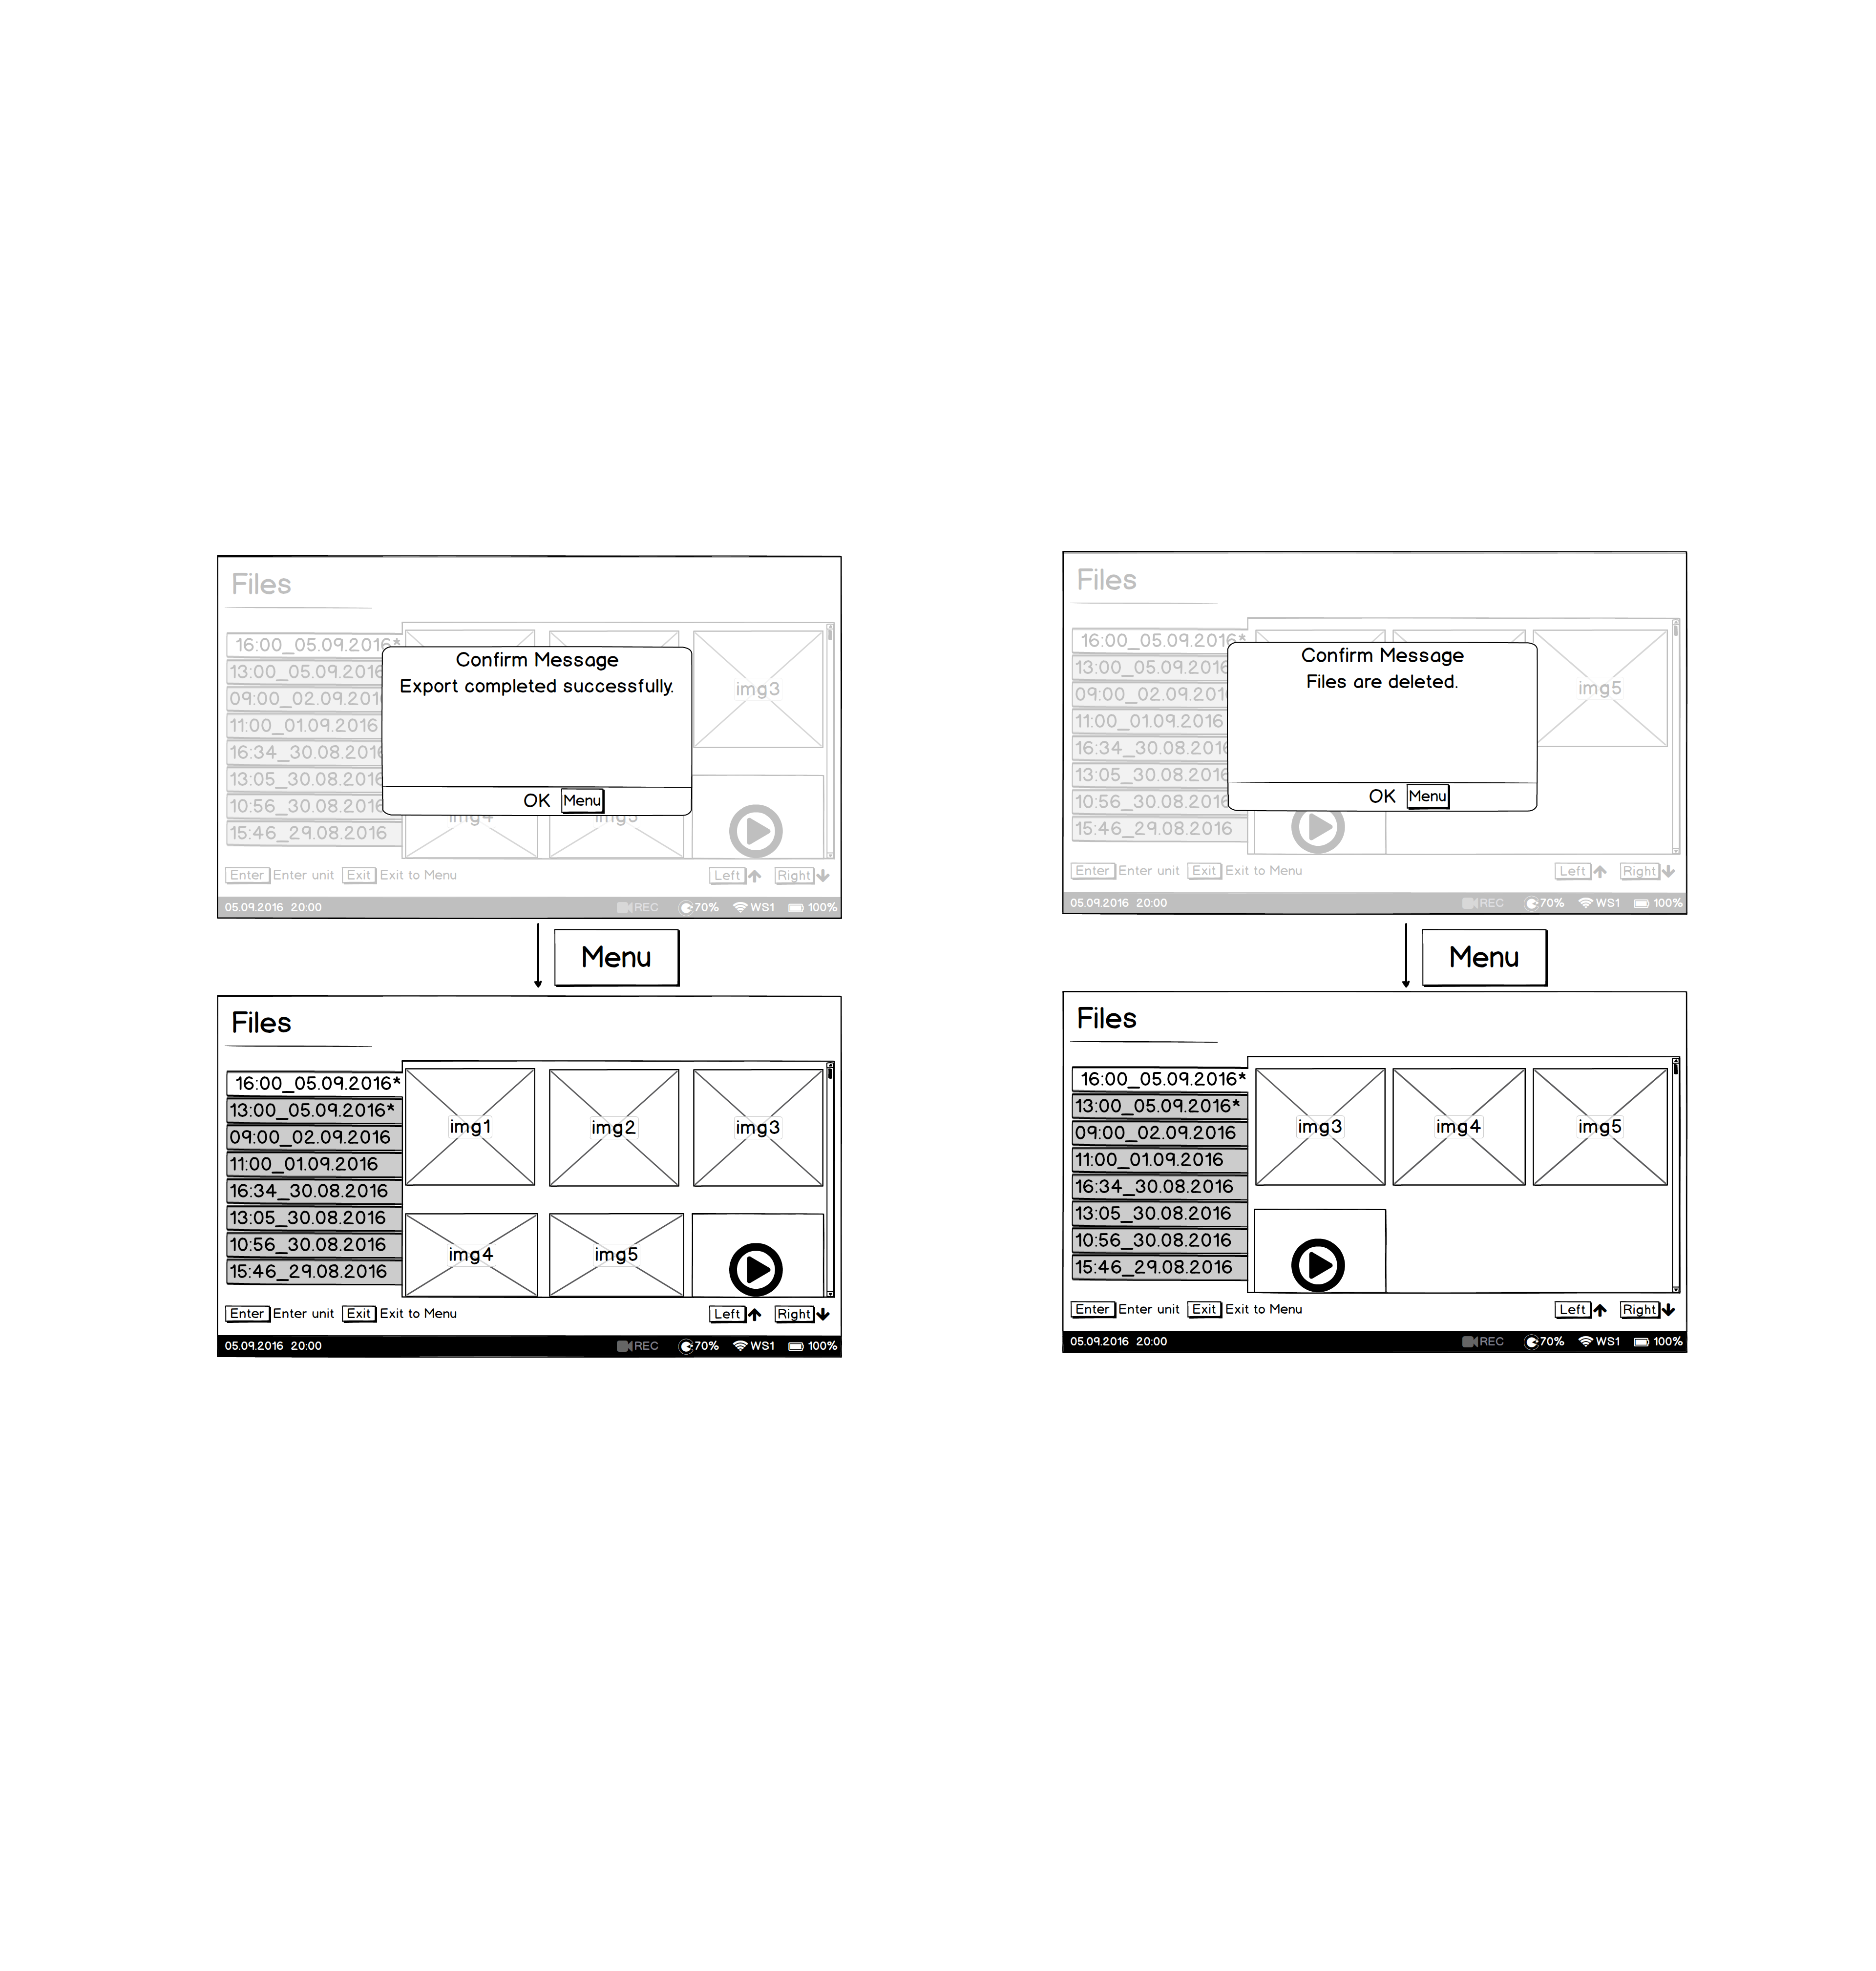 Files
16:00_05.09.2016*
13:00_05.09.2016
09:00_02.09.2016
11:00_01.09.2016
16:34_30.08.2016
13:05_30.08.2016
10:56_30.08.2016
15:46_29.08.2016
Confirm Message
Export completed successfully.
OK Menu
img3
img4 img5
Enter Enter unit Exit Exit to Menu Left Right
05.09.2016 20:00 REC 70% WS1 100%
Menu
Files
16:00_05.09.2016*
13:00_05.09.2016*
09:00_02.09.2016
11:00_01.09.2016
16:34_30.08.2016
13:05_30.08.2016
10:56_30.08.2016
15:46_29.08.2016
img1 img2 img3
img4 img5
Enter Enter unit Exit Exit to Menu Left Right
05.09.2016 20:00 REC 70% WS1 100%
Files
16:00_05.09.2016*
13:00_05.09.2016
09:00_02.09.2016
11:00_01.09.2016
16:34_30.08.2016
13:05_30.08.2016
10:56_30.08.2016
15:46_29.08.2016
Confirm Message
Files are deleted.
OK Menu
img5
Enter Enter unit Exit Exit to Menu Left Right
05.09.2016 20:00 REC 70% WS1 100%
Menu
Files
16:00_05.09.2016*
13:00_05.09.2016*
09:00_02.09.2016
11:00_01.09.2016
16:34_30.08.2016
13:05_30.08.2016
10:56_30.08.2016
15:46_29.08.2016
img3 img4 img5
Enter Enter unit Exit Exit to Menu Left Right
05.09.2016 20:00 REC 70% WS1 100%